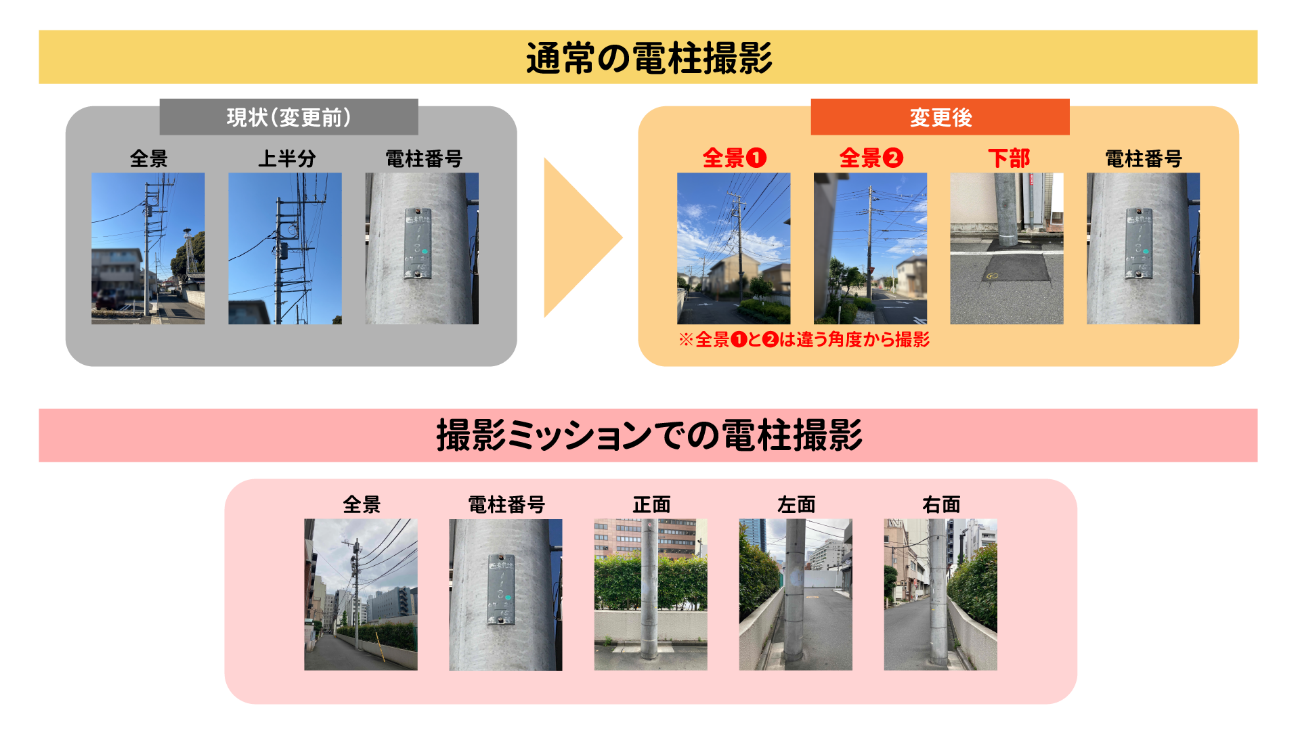 通常の電柱撮影
現状（変更前）
全景
上半分
電柱番号
変更後
全景❶
全景❷
下部
電柱番号
※全景❶と❷は違う角度から撮影
撮影ミッションでの電柱撮影
全景
電柱番号
正面
左面
右面